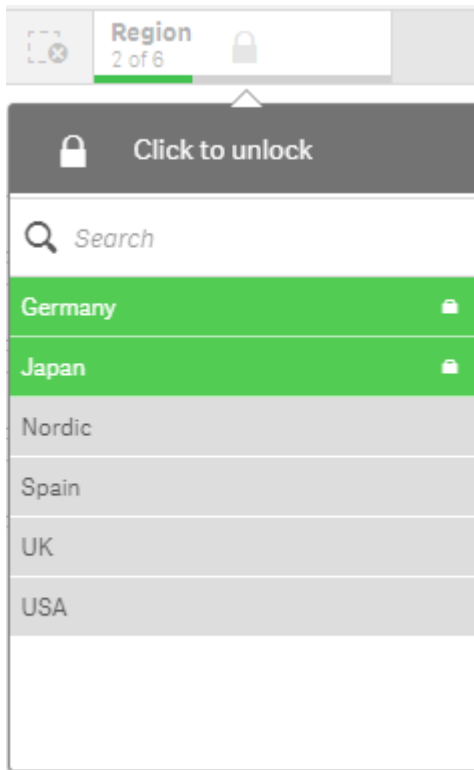 Region
2 of 6
Click to unlock
Search
Germany
Japan
Nordic
Spain
UK
USA